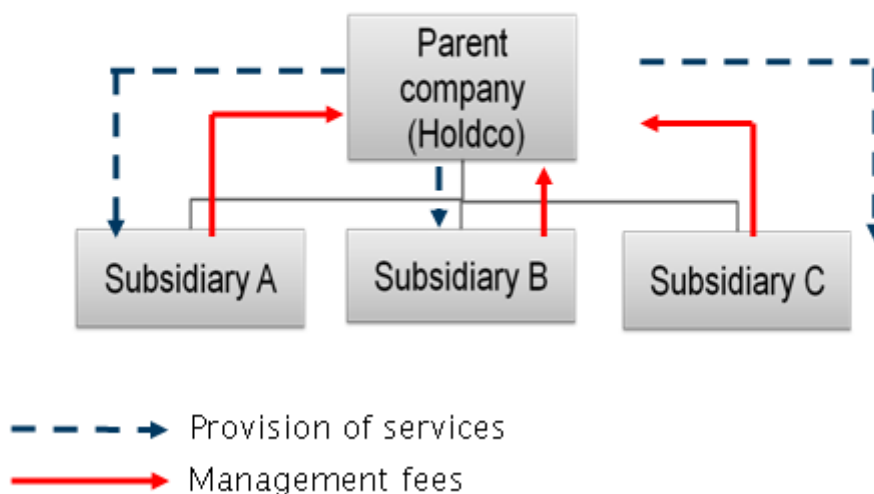 Parent
company
(Holdco)
Subsidiary A
Subsidiary B
Subsidiary C
Provision of services
Management fees